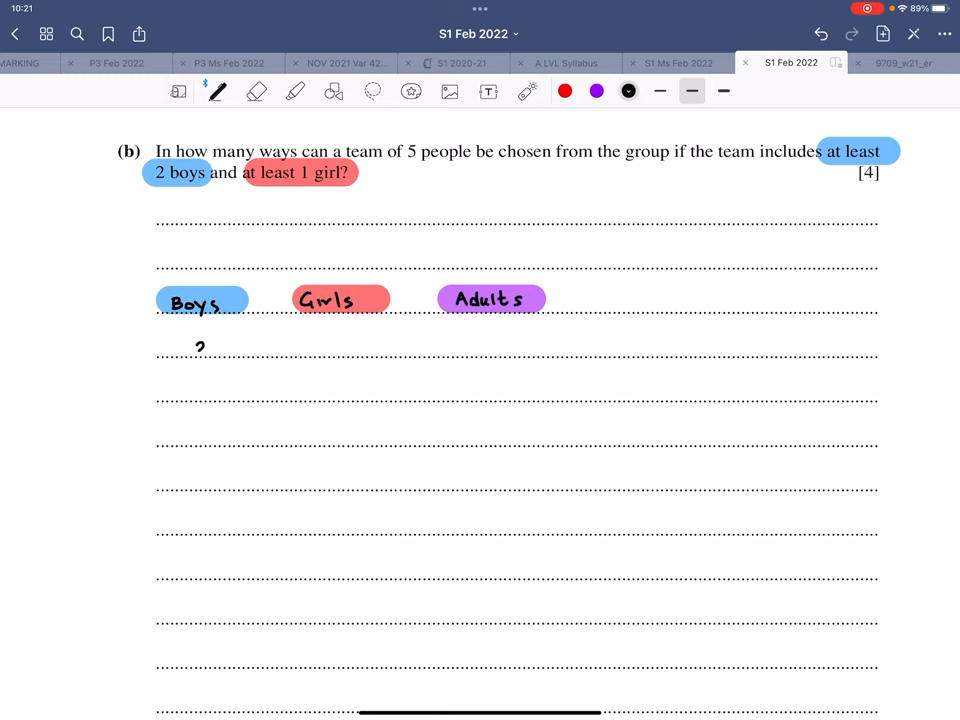 10:21
89%
S1 Feb 2022
MARKING
P3 Feb 2022
P3 Ms Feb 2022
NOV 2021 Var 42...
S1 2020-21
A LVL Syllabus
S1 Ms Feb 2022
S1 Feb 2022
9709_w21_er
T
(b) In how many ways can a team of 5 people be chosen from the group if the team includes at least
2 boys and at least 1 girl? [4]
Boys Girls Adults
2